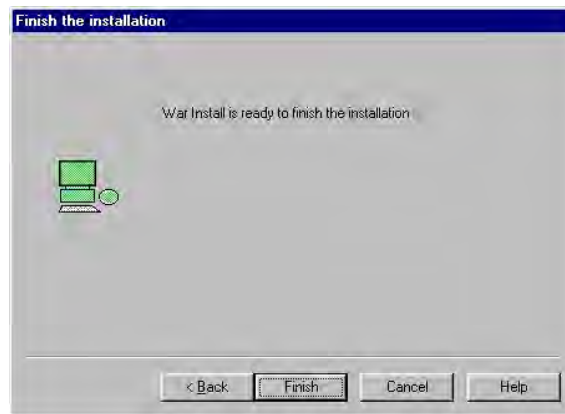 Finish the installation
War Install is ready to finish the installation
< Back
Finish
Cancel
Help